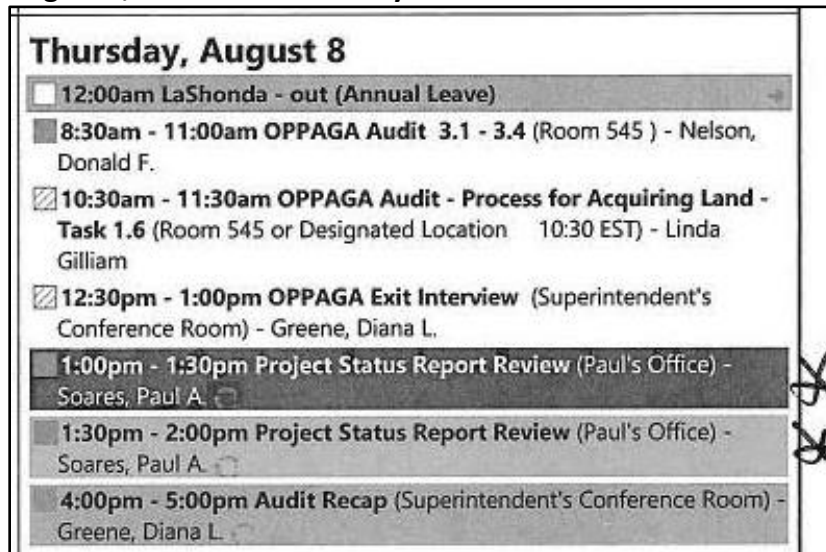 Thursday, August 8
12:00am LaShonda - out (Annual Leave)
8:30am - 11:00am OPPAGA Audit 3.1 - 3.4 (Room 545 ) - Nelson,
Donald F.
10:30am - 11:30am OPPAGA Audit - Process for Acquiring Land -
Task 1.6 (Room 545 or Designated Location 10:30 EST) - Linda
Gilliam
12:30pm - 1:00pm OPPAGA Exit Interview (Superintendent's
Conference Room) - Greene, Diana L.
1:00pm - 1:30pm Project Status Report Review (Paul's Office) -
Soares, Paul A.
1:30pm - 2:00pm Project Status Report Review (Paul's Office) -
Soares, Paul A.
4:00pm - 5:00pm Audit Recap (Superintendent's Conference Room) -
Greene, Diana L.